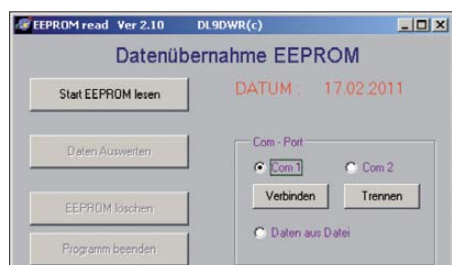 EEPROM read Ver 2.10 DL9DWR(c)
Datenübernahme EEPROM
Start EEPROM lesen
DATUM : 17.02.2011
Daten Auswerten
Com - Port
Com 1 Com 2
Verbinden Trennen
EEPROM löschen
Daten aus Datei
Programm beenden